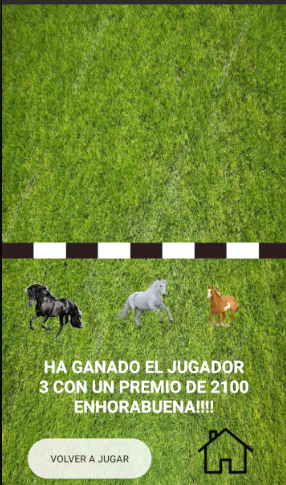 HA GANADO EL JUGADOR
3 CON UN PREMIO DE 2100
ENHORABUENA!!!!
VOLVER A JUGAR